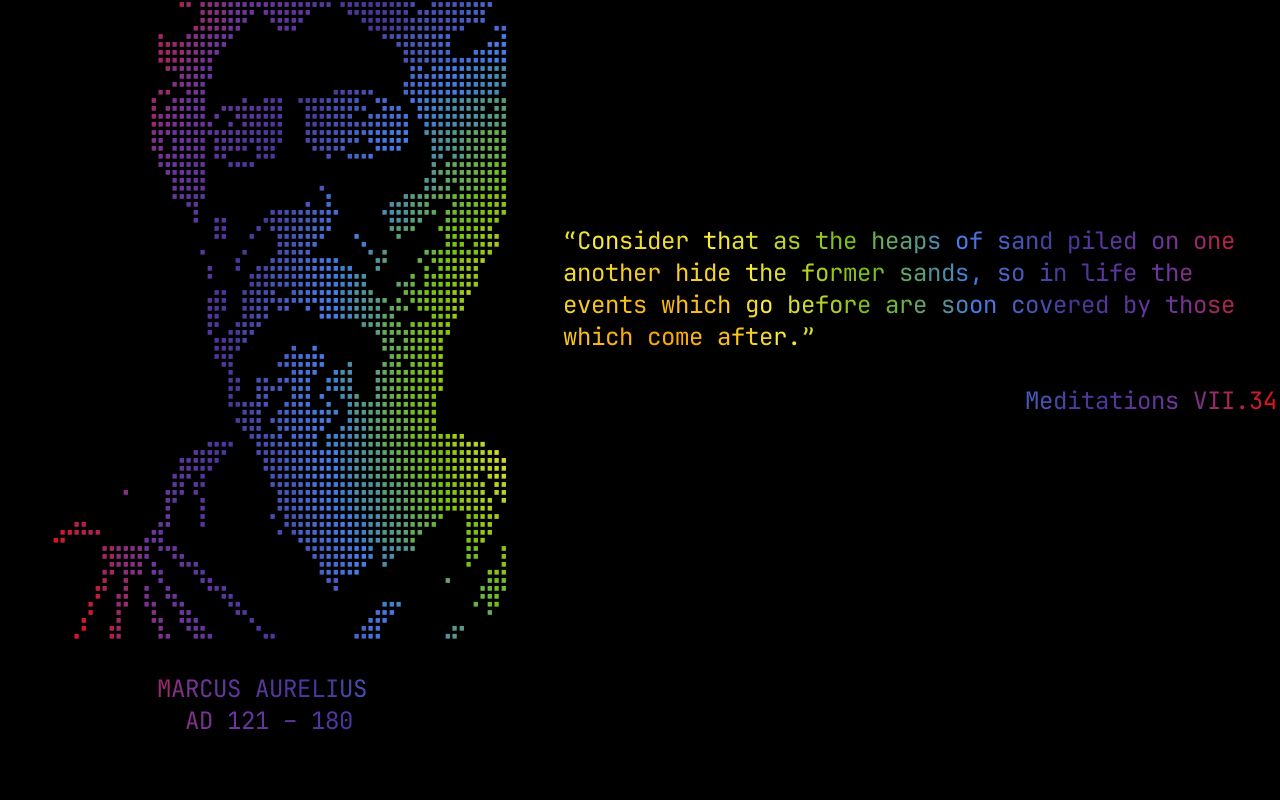 “Consider that as the heaps of sand piled on one
another hide the former sands, so in life the
events which go before are soon covered by those
which come after.”
Meditations VII.34
MARCUS AURELIUS
AD 121 – 180